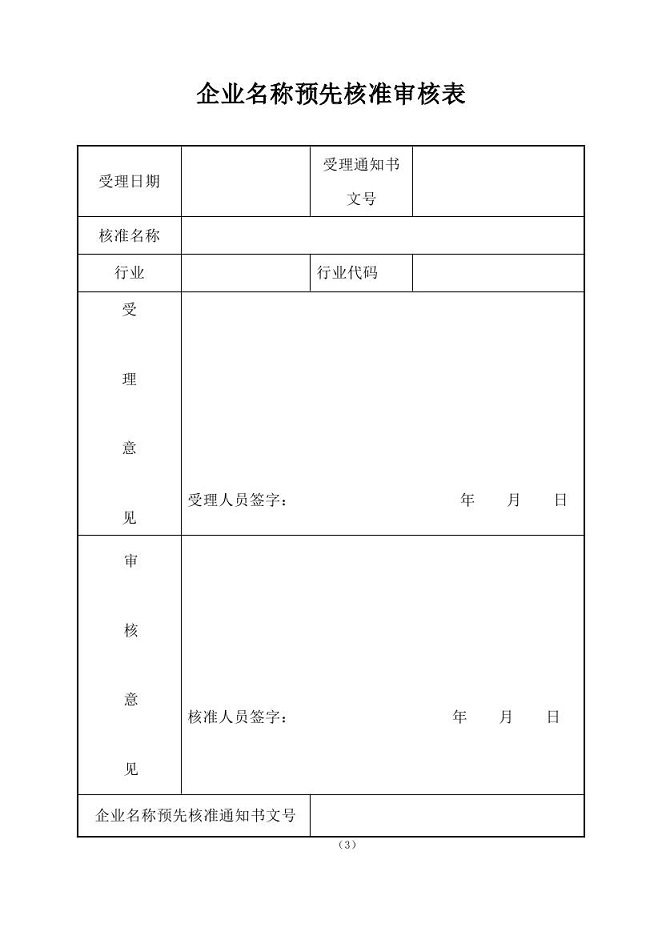 企业名称预先核准审核表
受理日期
受理通知书
文号
核准名称
行业
行业代码
受
理
意
见
受理人员签字： 年 月 日
审
核
意
见
核准人员签字： 年 月 日
企业名称预先核准通知书文号
（3）